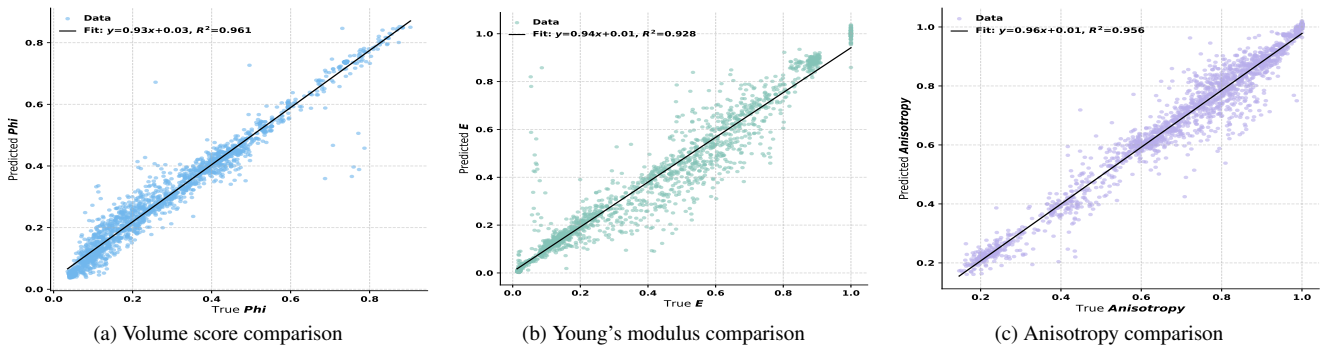 Data
Fit: y=0.93x+0.03, R²=0.961
0.8
0.6
0.4
0.2
0.0
Predicted Phi
0.0 0.2 0.4 0.6 0.8
True Phi
(a) Volume score comparison
Data
Fit: y=0.94x+0.01, R²=0.928
1.0
0.8
0.6
0.4
0.2
0.0
Predicted E
0.0 0.2 0.4 0.6 0.8 1.0
True E
(b) Young's modulus comparison
Data
Fit: y=0.96x+0.01, R²=0.956
1.0
0.8
0.6
0.4
0.2
Predicted Anisotropy
0.2 0.4 0.6 0.8 1.0
True Anisotropy
(c) Anisotropy comparison